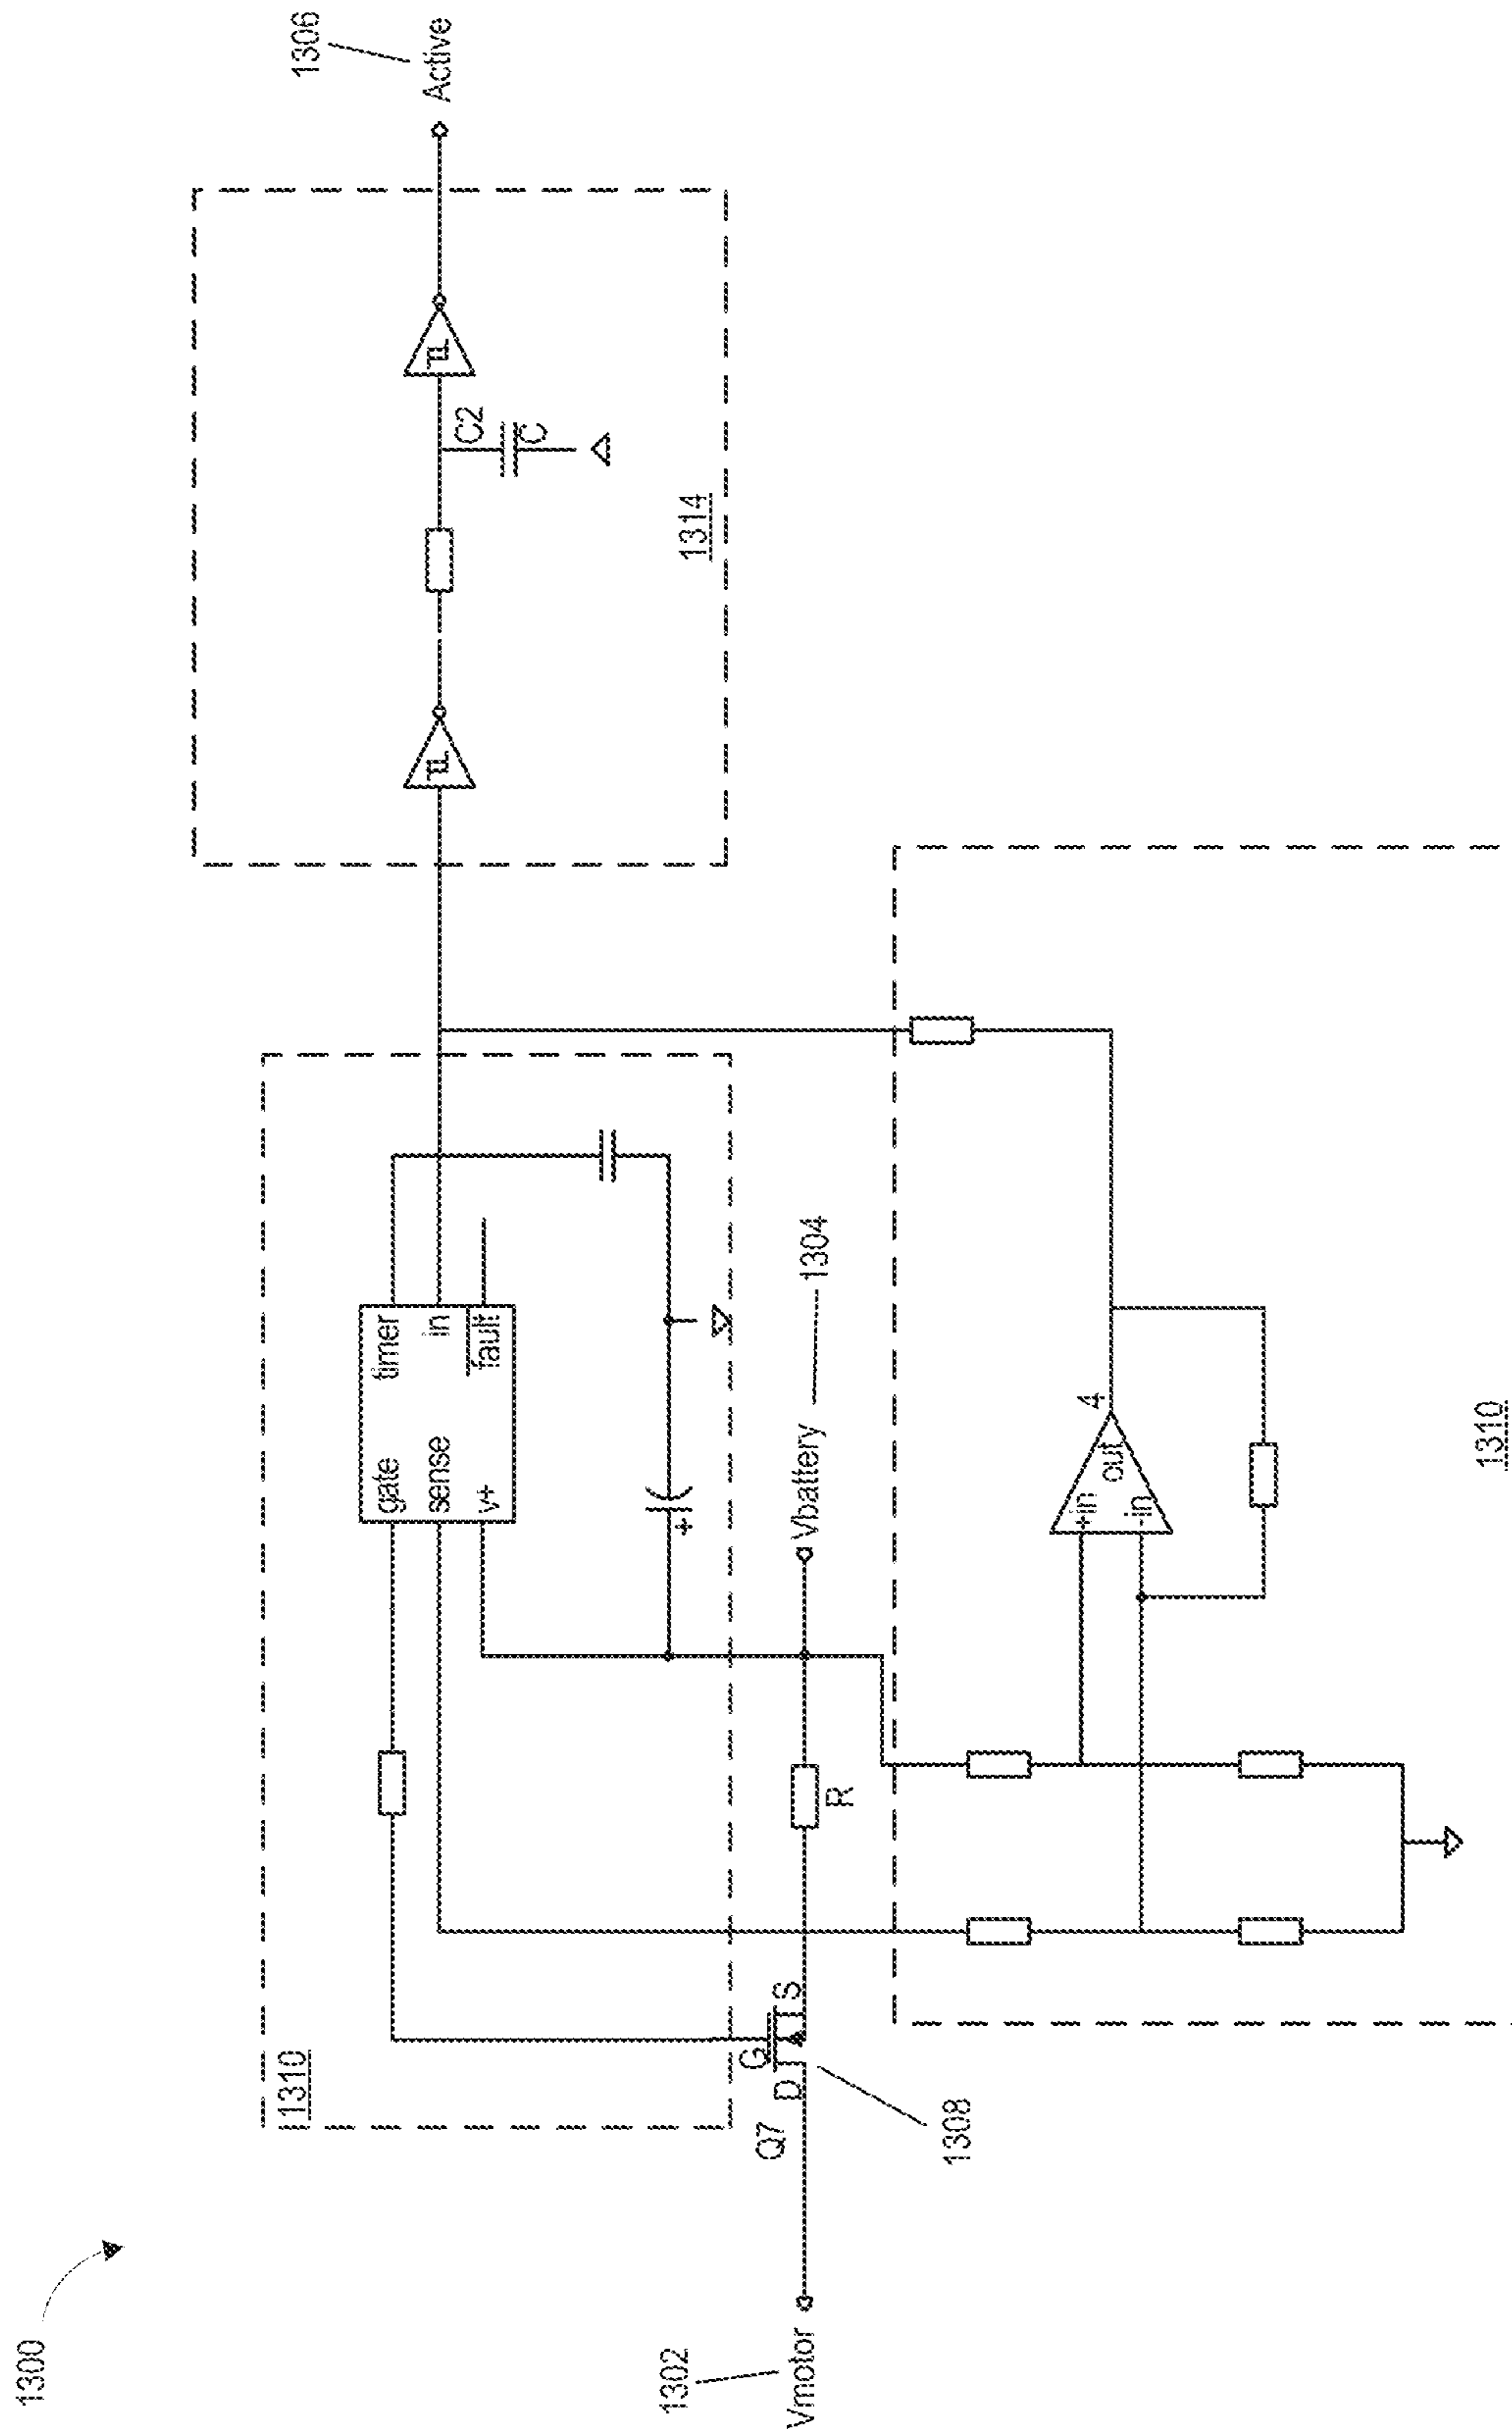 1300
1306
Active
1314
C2
C
1310
gate
timer
sense
in
v+
fault
G
D
S
Q7
1308
R
Vbattery
1304
1302
Vmotor
+in
-in
out
4
+
1310